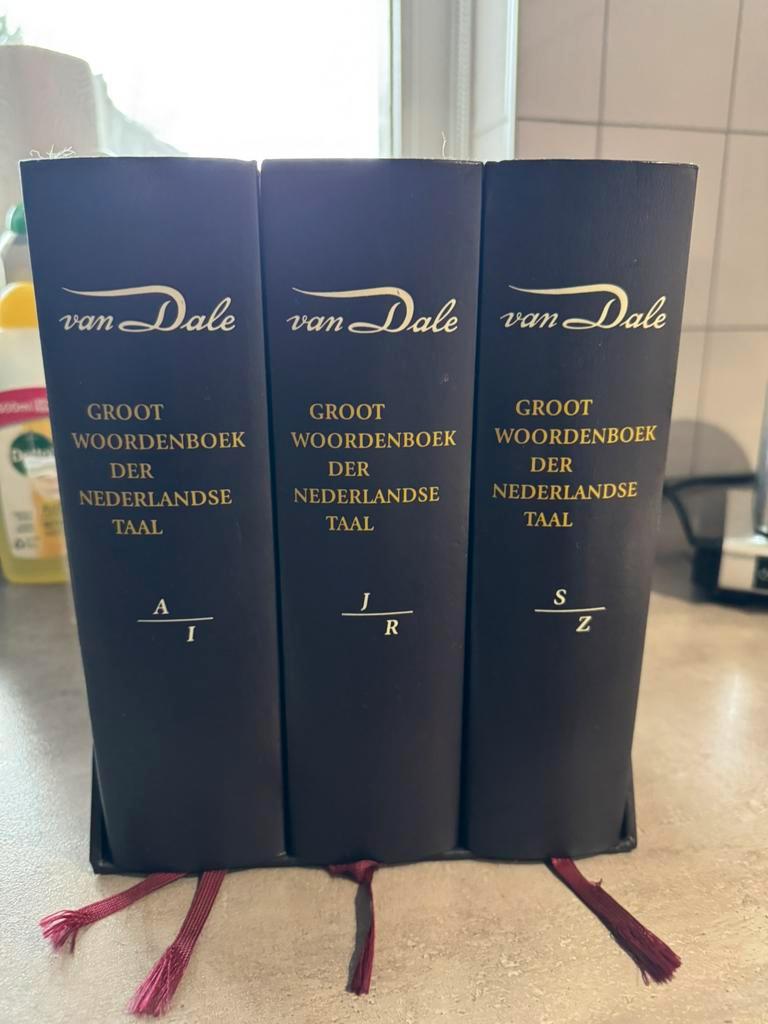 van Dale
GROOT
WOORDENBOEK
DER
NEDERLANDSE
TAAL
A
I
van Dale
GROOT
WOORDENBOEK
DER
NEDERLANDSE
TAAL
J
R
van Dale
GROOT
WOORDENBOEK
DER
NEDERLANDSE
TAAL
S
Z